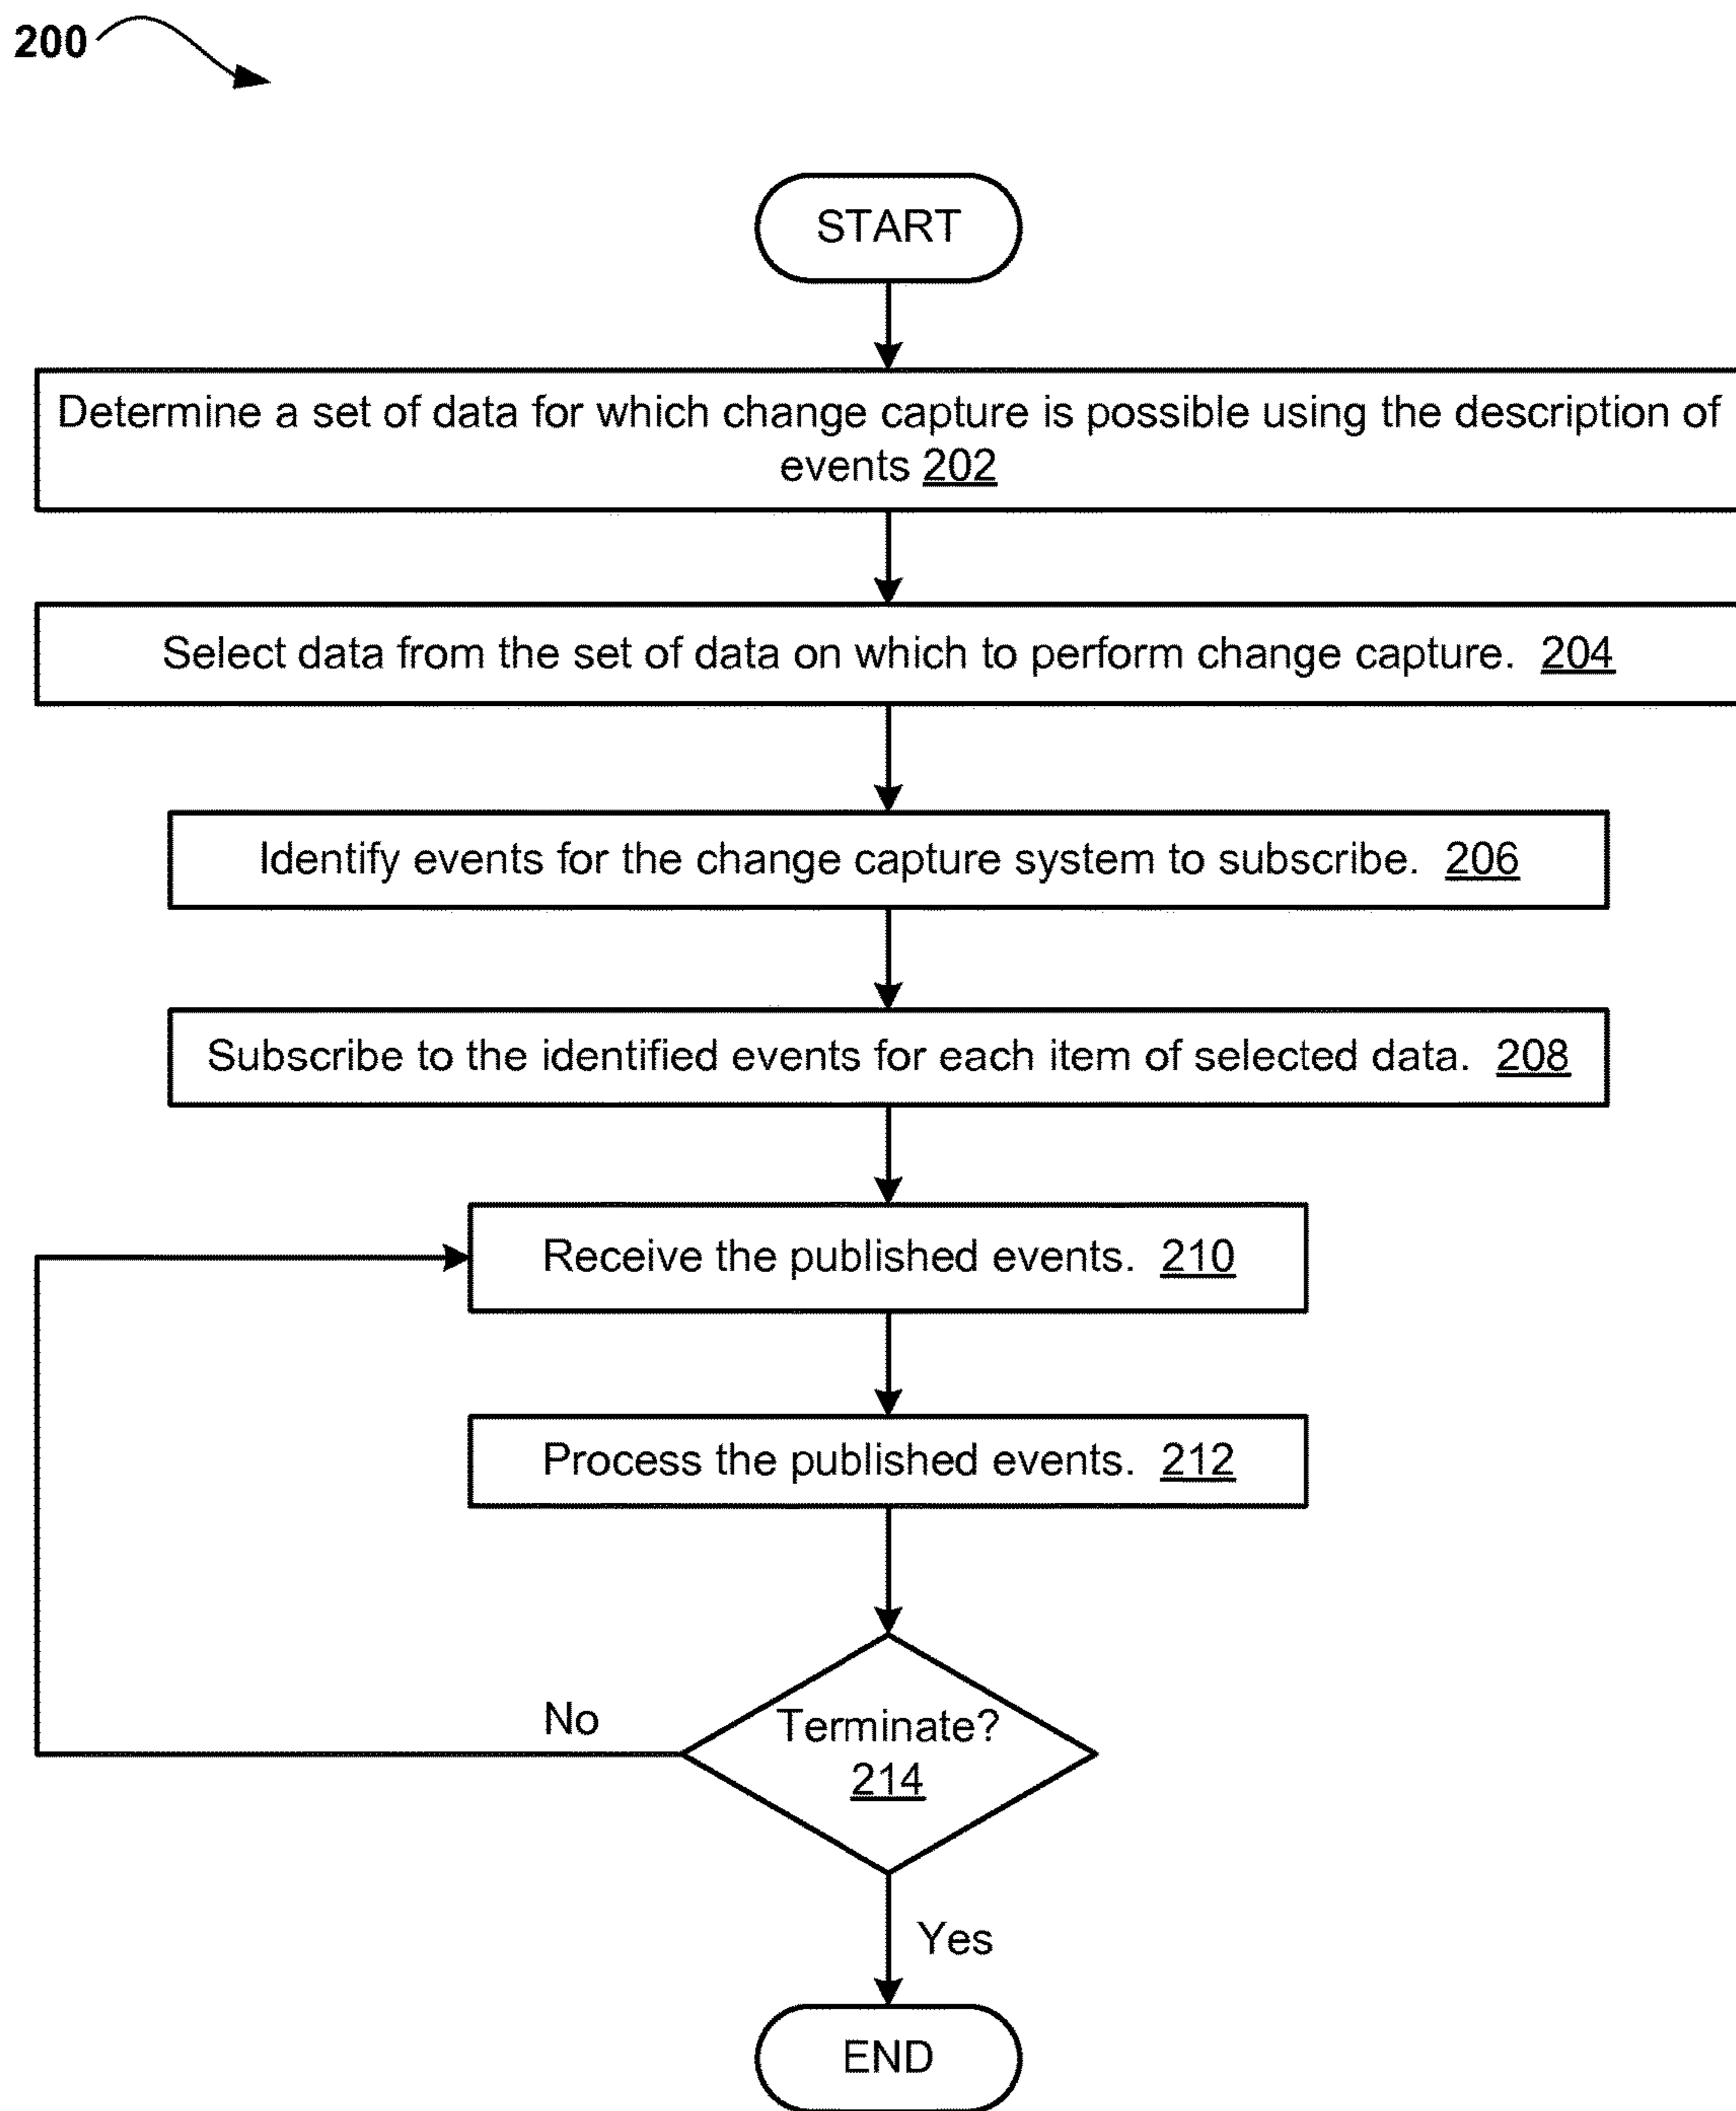 200
START
Determine a set of data for which change capture is possible using the description of
events 202
Select data from the set of data on which to perform change capture. 204
Identify events for the change capture system to subscribe. 206
Subscribe to the identified events for each item of selected data. 208
Receive the published events. 210
Process the published events. 212
No
Terminate?
214
Yes
END